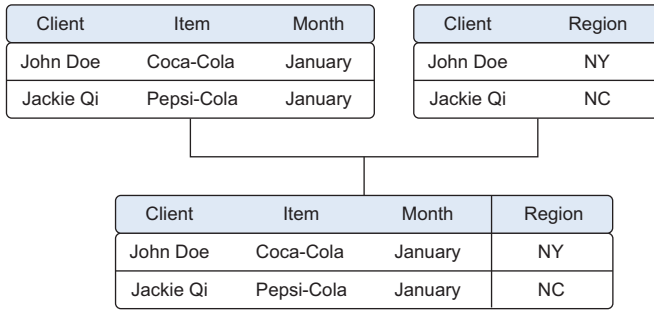 Client Item Month
John Doe Coca-Cola January
Jackie Qi Pepsi-Cola January
Client Region
John Doe NY
Jackie Qi NC
Client Item Month Region
John Doe Coca-Cola January NY
Jackie Qi Pepsi-Cola January NC